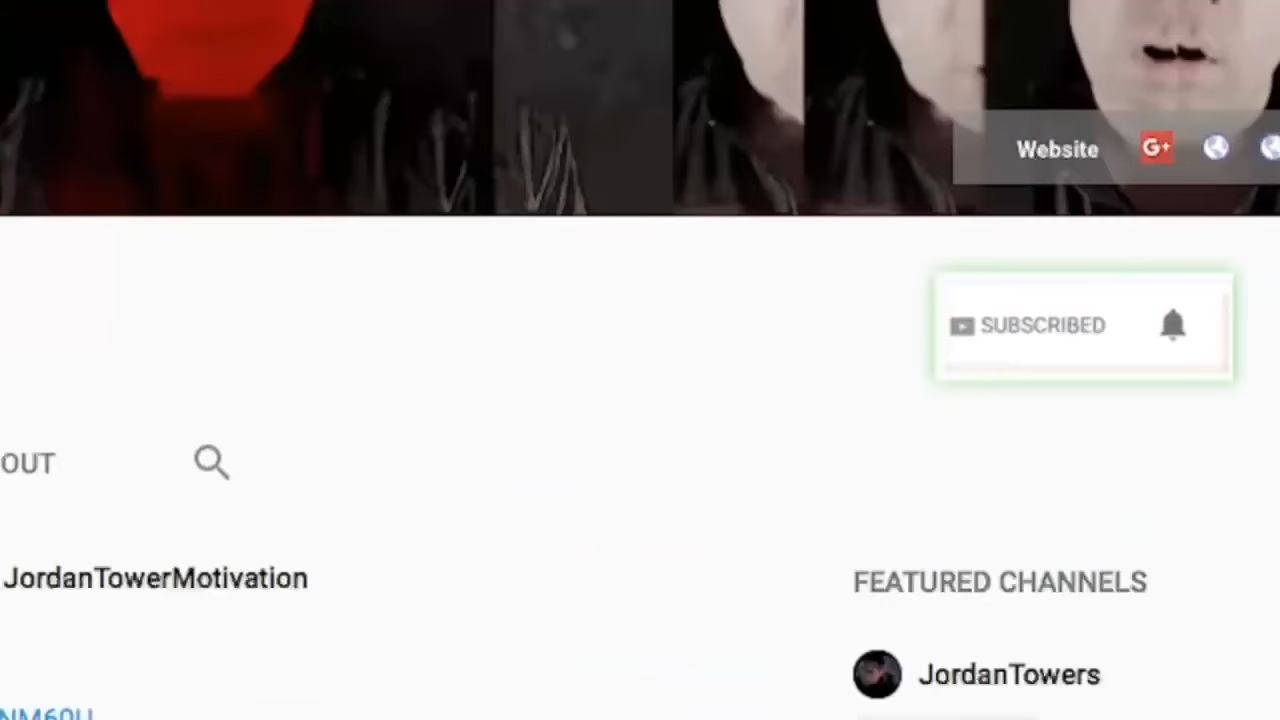 Website G+
SUBSCRIBED
OUT
JordanTowerMotivation
FEATURED CHANNELS
JordanTowers